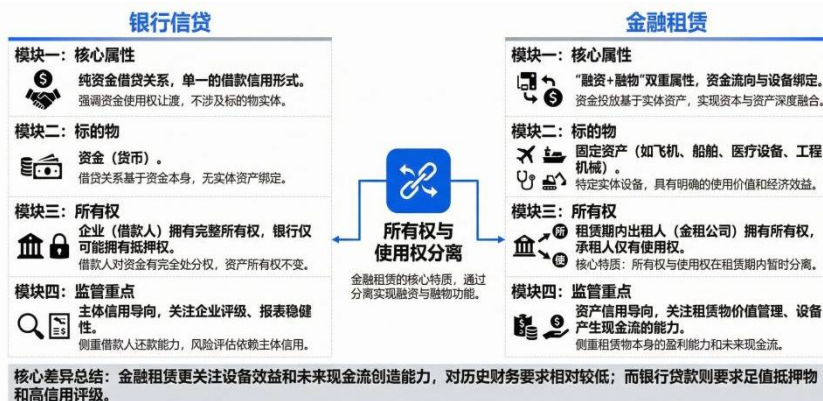 银行信贷
模块一：核心属性
纯资金借贷关系，单一的借款信用形式。
强调资金使用权让渡，不涉及标的物实体。
模块二：标的物
资金（货币）。
借贷关系基于资金本身，无实体资产绑定。
模块三：所有权
企业（借款人）拥有完整所有权，银行仅
可能拥有抵押权。
借款人对资金有完全处分权，资产所有权不变。
模块四：监管重点
主体信用导向，关注企业评级、报表稳健
性。
侧重借款人还款能力，风险评估依赖主体信用。
所有权与
使用权分离
金融租赁的核心特质，通过
分离实现融资与融物功能。
金融租赁
模块一：核心属性
“融资+融物”双重属性，资金流向与设备绑定。
资金投放基于实体资产，实现资本与资产深度融合。
模块二：标的物
固定资产（如飞机、船舶、医疗设备、工程
机械）。
特定实体设备，具有明确的使用价值和经济效益。
模块三：所有权
所
使
租赁期内出租人（金租公司）拥有所有权，
承租人仅有使用权。
核心特质：所有权与使用权在租赁期内暂时分离。
模块四：监管重点
资产信用导向，关注租赁物价值管理、设备
产生现金流的能力。
侧重租赁物本身的盈利能力和未来现金流。
核心差异总结：金融租赁更关注设备效益和未来现金流创造能力，对历史财务要求相对较低；而银行贷款则要求足值抵押物
和高信用评级。